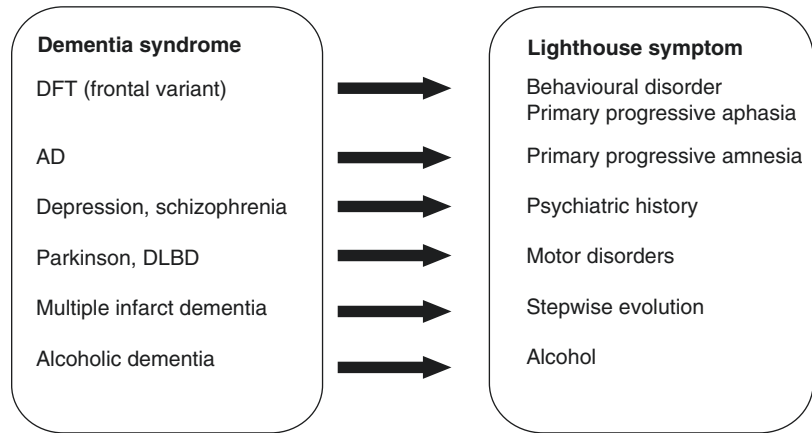 Dementia syndrome
DFT (frontal variant)
AD
Depression, schizophrenia
Parkinson, DLBD
Multiple infarct dementia
Alcoholic dementia
Lighthouse symptom
Behavioural disorder
Primary progressive aphasia
Primary progressive amnesia
Psychiatric history
Motor disorders
Stepwise evolution
Alcohol